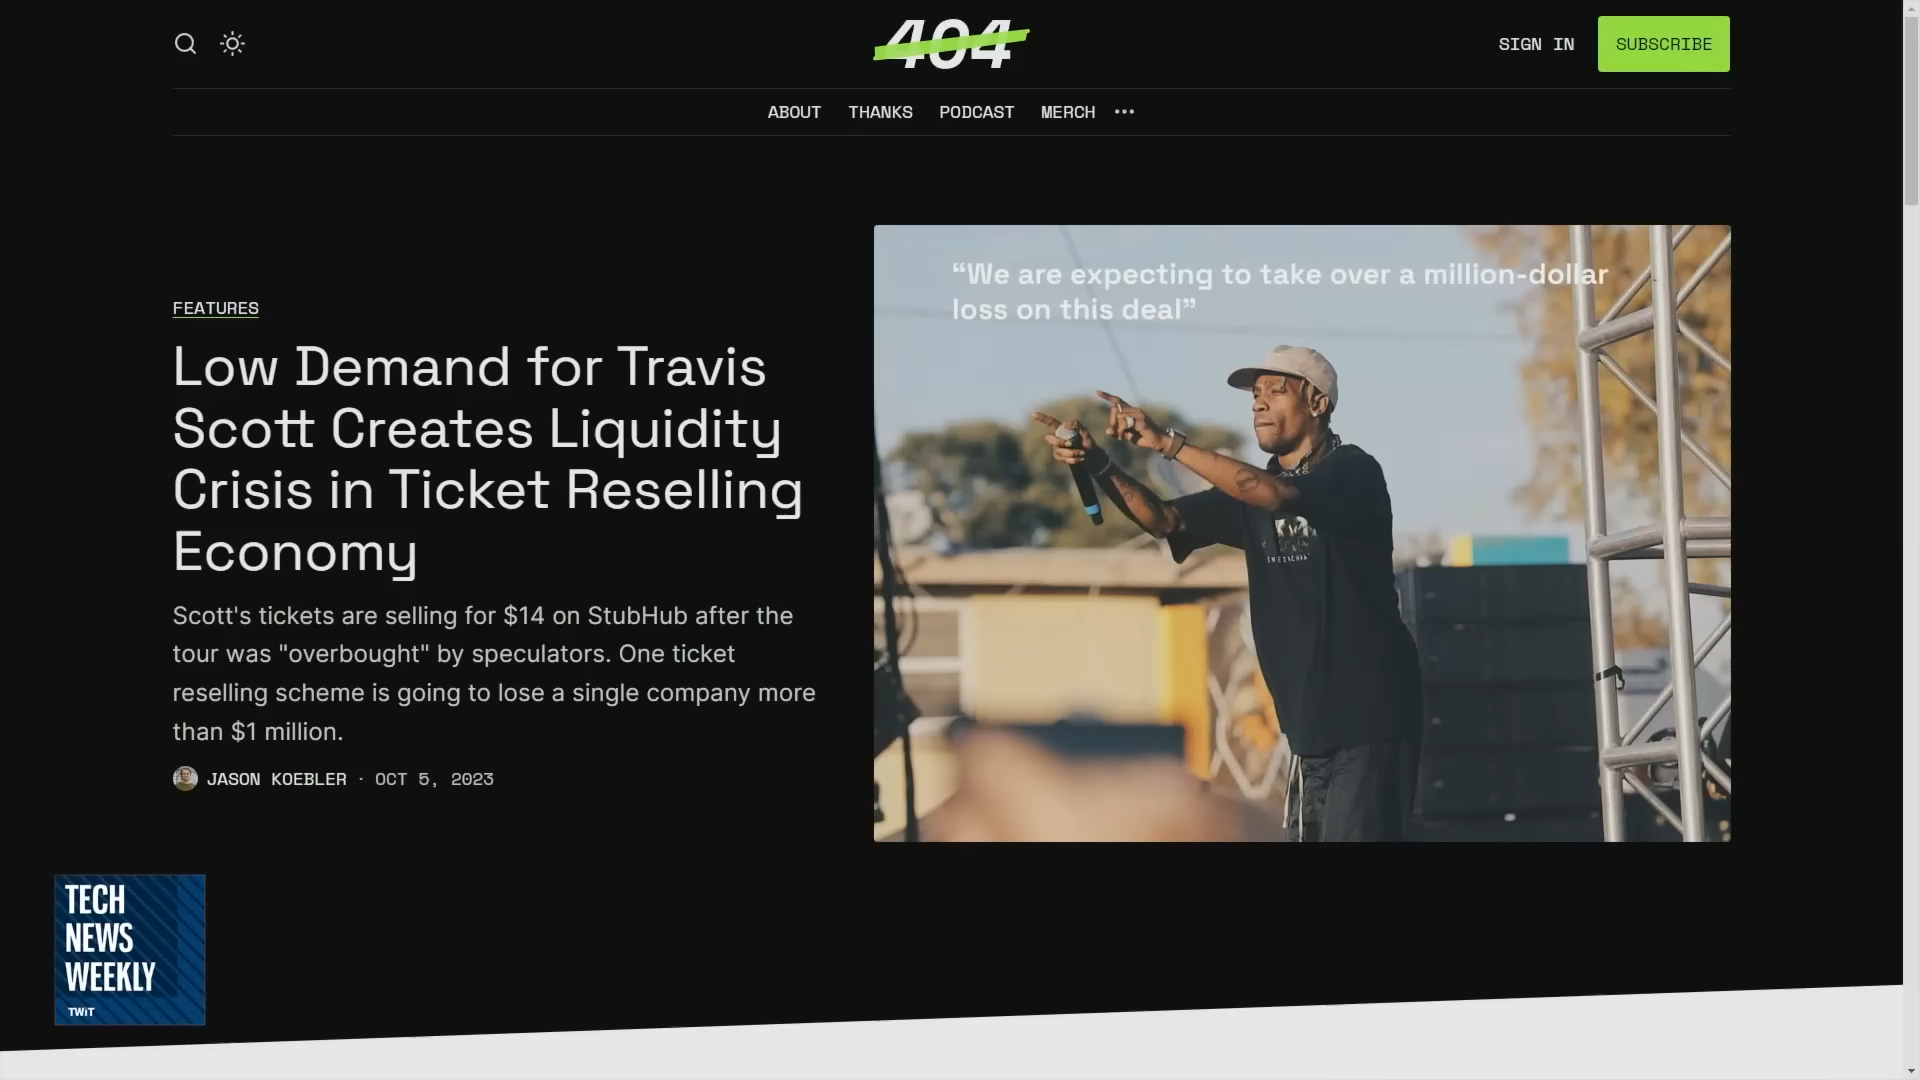 404
SIGN IN
SUBSCRIBE
ABOUT
THANKS
PODCAST
MERCH
FEATURES
Low Demand for Travis
Scott Creates Liquidity
Crisis in Ticket Reselling
Economy
Scott's tickets are selling for $14 on StubHub after the
tour was "overbought" by speculators. One ticket
reselling scheme is going to lose a single company more
than $1 million.
JASON KOEBLER · OCT 5, 2023
“We are expecting to take over a million-dollar
loss on this deal”
TECH
NEWS
WEEKLY
TWiT